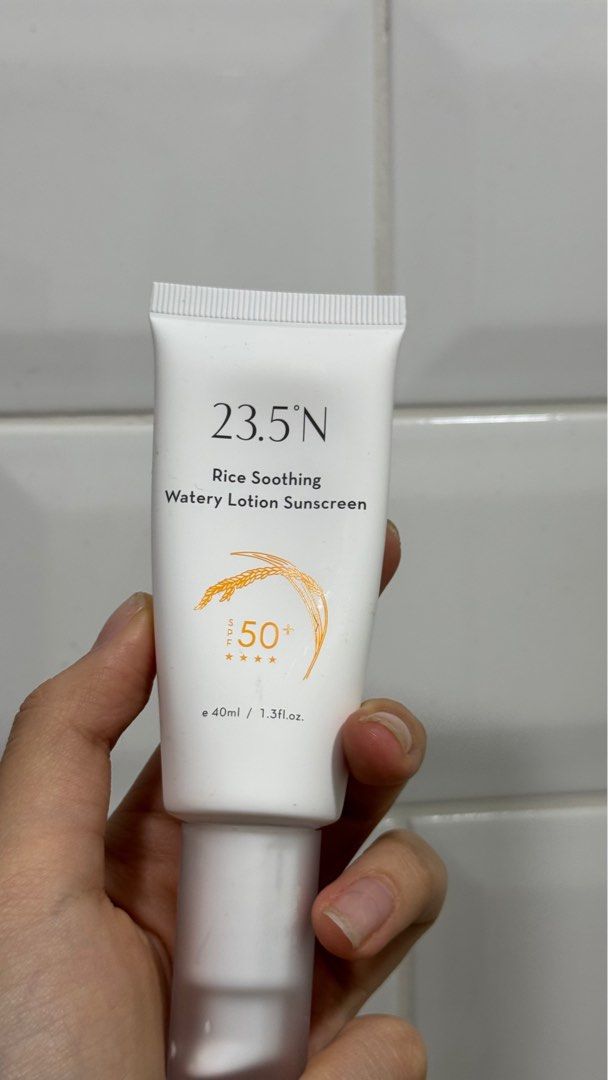 23.5°N
Rice Soothing
Watery Lotion Sunscreen
SPF 50+
★★★★
e 40ml / 1.3fl.oz.